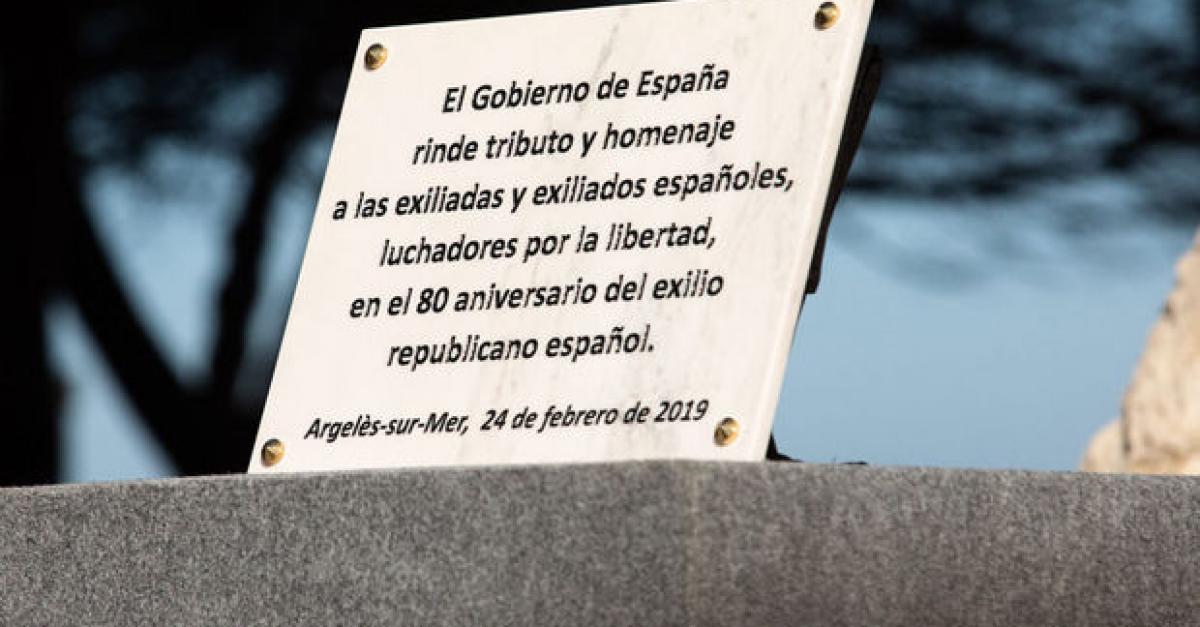 El Gobierno de España
rinde tributo y homenaje
a las exiliadas y exiliados españoles,
luchadores por la libertad,
en el 80 aniversario del exilio
republicano español.
Argelès-sur-Mer, 24 de febrero de 2019